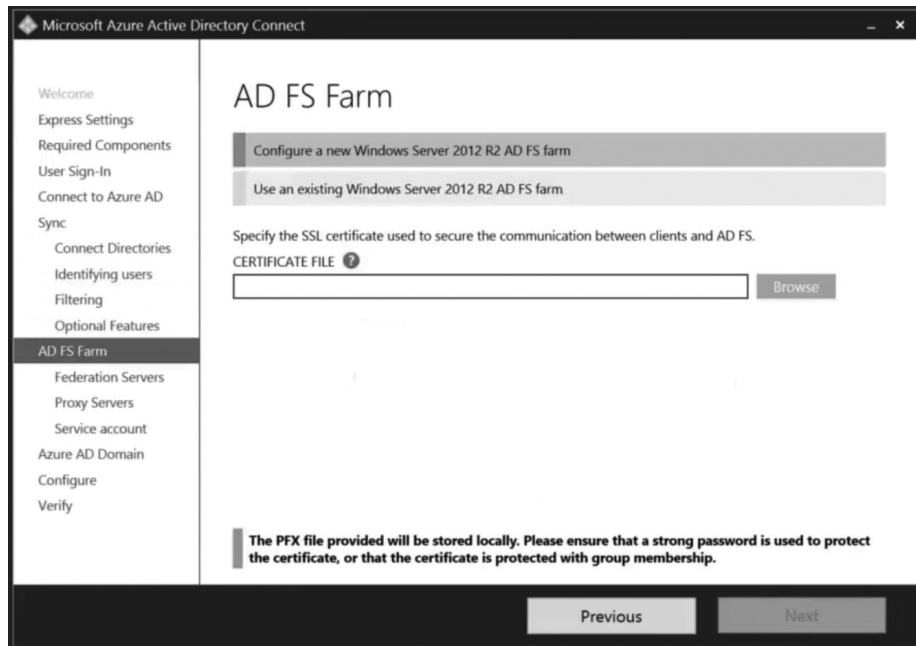 Microsoft Azure Active Directory Connect
Welcome
Express Settings
Required Components
User Sign-In
Connect to Azure AD
Sync
Connect Directories
Identifying users
Filtering
Optional Features
AD FS Farm
Federation Servers
Proxy Servers
Service account
Azure AD Domain
Configure
Verify
AD FS Farm
Configure a new Windows Server 2012 R2 AD FS farm
Use an existing Windows Server 2012 R2 AD FS farm
Specify the SSL certificate used to secure the communication between clients and AD FS.
CERTIFICATE FILE ?
Browse
The PFX file provided will be stored locally. Please ensure that a strong password is used to protect
the certificate, or that the certificate is protected with group membership.
Previous
Next